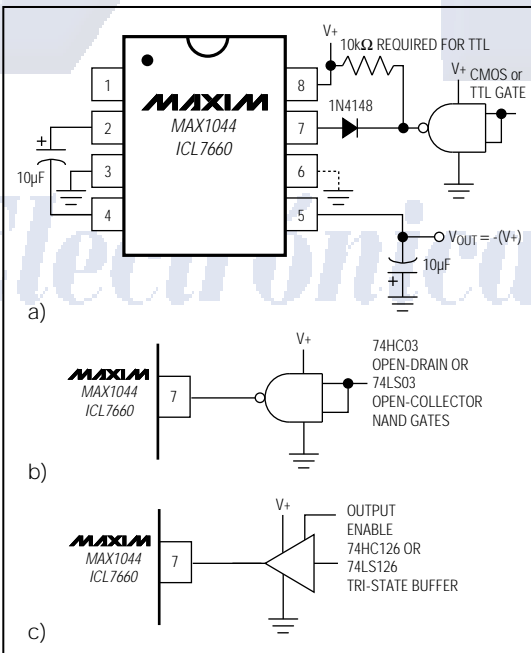 V+
10kΩ REQUIRED FOR TTL
V+ CMOS or
TTL GATE
1N4148
1
2
3
4
8
7
6
5
MAXIM
MAX1044
ICL7660
+
10µF
VOUT = -(V+)
10µF
+
Electrónica
a)
V+
74HC03
OPEN-DRAIN OR
74LS03
OPEN-COLLECTOR
NAND GATES
MAXIM
MAX1044
ICL7660
7
b)
V+
OUTPUT
ENABLE
74HC126 OR
74LS126
TRI-STATE BUFFER
MAXIM
MAX1044
ICL7660
7
c)